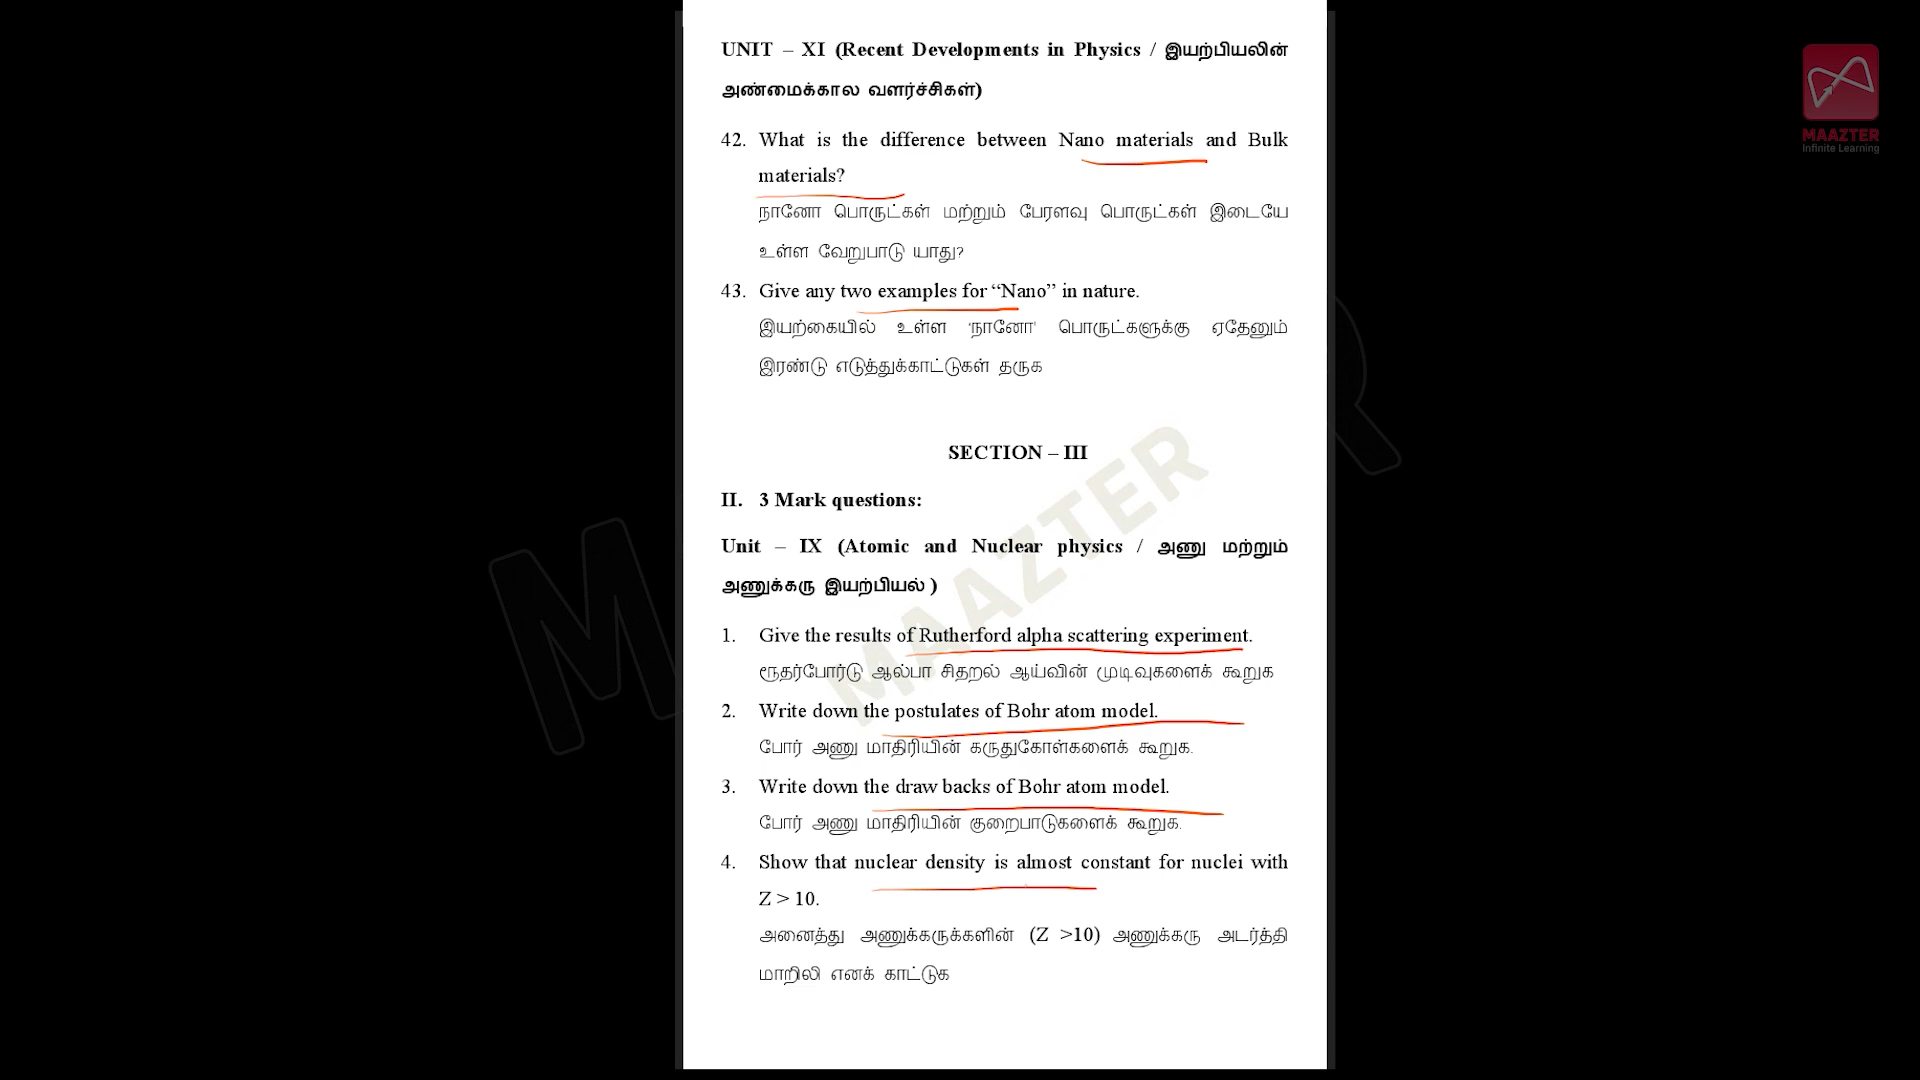 UNIT – XI (Recent Developments in Physics / இயற்பியலின்
அண்மைக்கால வளர்ச்சிகள்)
42. What is the difference between Nano materials and Bulk
materials?
நானோ பொருட்கள் மற்றும் பேரளவு பொருட்கள் இடையே
உள்ள வேறுபாடு யாது?
43. Give any two examples for “Nano” in nature.
இயற்கையில் உள்ள 'நானோ' பொருட்களுக்கு ஏதேனும்
இரண்டு எடுத்துக்காட்டுகள் தருக
SECTION – III
II. 3 Mark questions:
Unit – IX (Atomic and Nuclear physics / அணு மற்றும்
அணுக்கரு இயற்பியல் )
1. Give the results of Rutherford alpha scattering experiment.
ரூதர்போர்டு ஆல்பா சிதறல் ஆய்வின் முடிவுகளைக் கூறுக
2. Write down the postulates of Bohr atom model.
போர் அணு மாதிரியின் கருதுகோள்களைக் கூறுக.
3. Write down the draw backs of Bohr atom model.
போர் அணு மாதிரியின் குறைபாடுகளைக் கூறுக.
4. Show that nuclear density is almost constant for nuclei with
Z > 10.
அனைத்து அணுக்கருக்களின் (Z >10) அணுக்கரு அடர்த்தி
மாறிலி எனக் காட்டுக
MAAZTER
MAAZTER
Infinite Learning